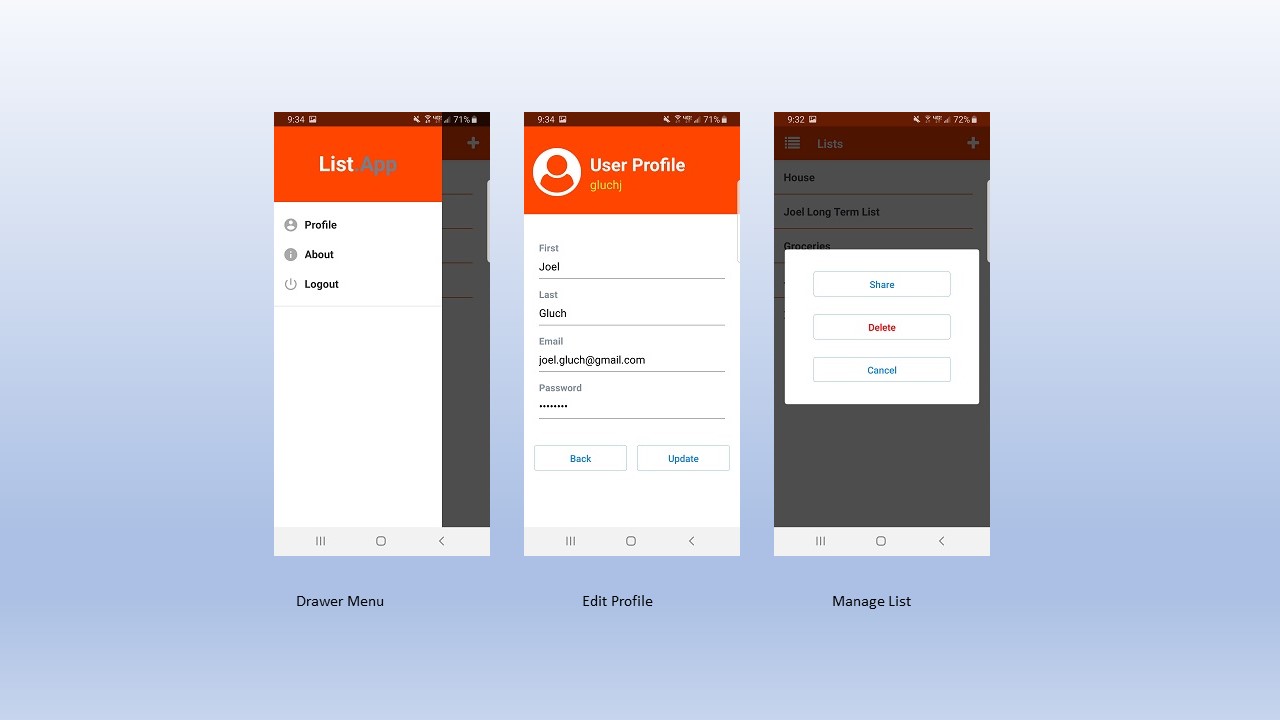 9:34
71%
List.App
Profile
About
Logout
Drawer Menu
9:34
71%
User Profile
gluchj
First
Joel
Last
Gluch
Email
joel.gluch@gmail.com
Password
••••••••
Back
Update
Edit Profile
9:32
72%
Lists
House
Joel Long Term List
Groceries
Share
Delete
Cancel
Manage List